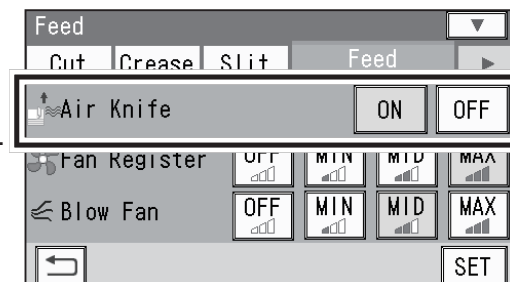 Feed
Cut Crease Slit Feed
Air Knife ON OFF
Fan Register OFF MIN MID MAX
Blow Fan OFF MIN MID MAX
SET